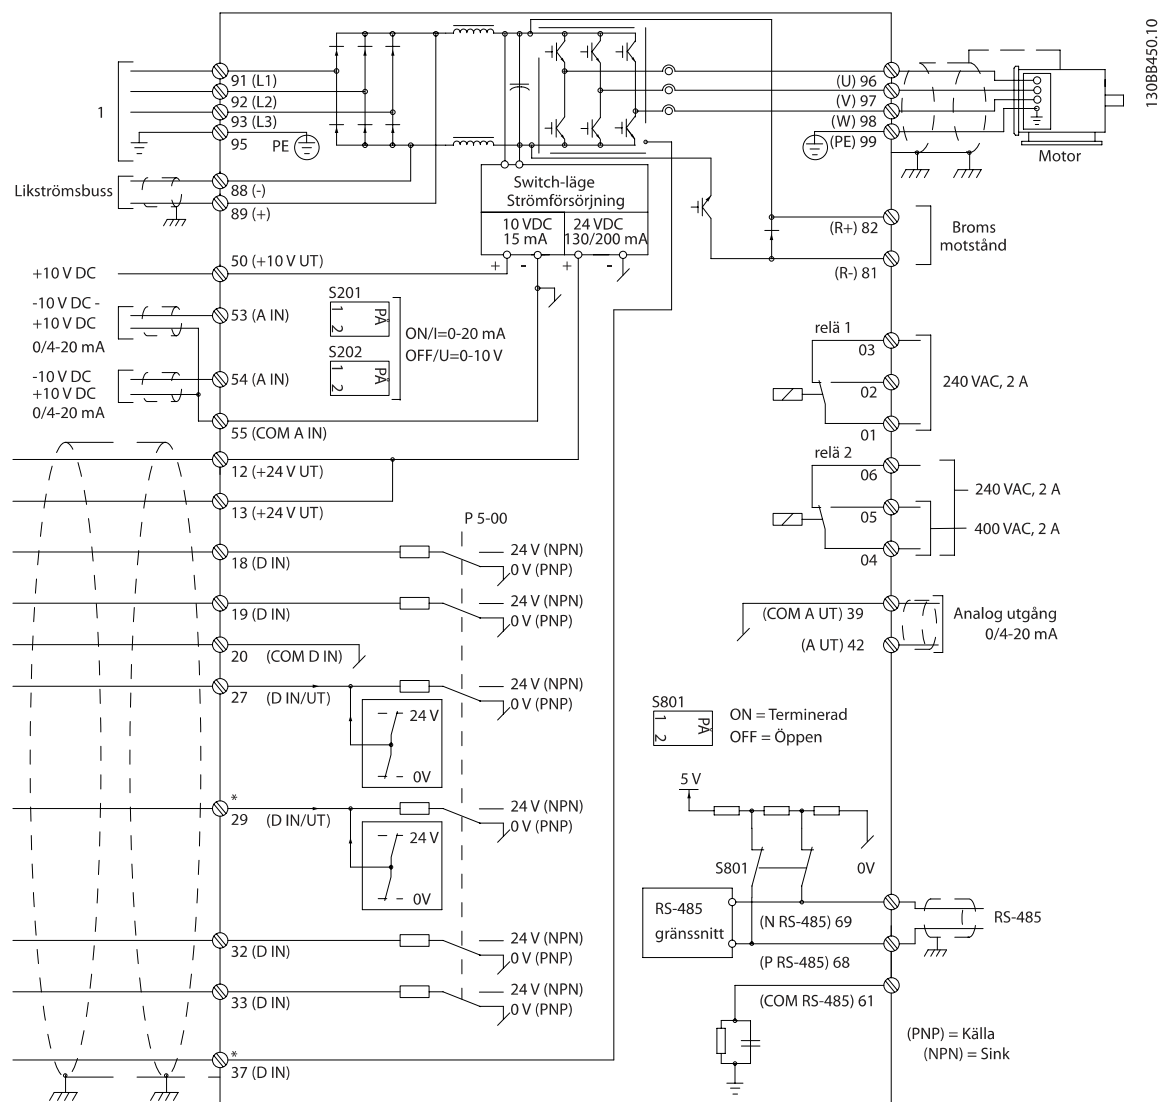 130BB450.10
1
91 (L1)
92 (L2)
93 (L3)
95
PE
Likströmsbuss
88 (-)
89 (+)
Switch-läge
Strömförsörjning
10 VDC
15 mA
24 VDC
130/200 mA
+
-
+
-
(U) 96
(V) 97
(W) 98
(PE) 99
Motor
(R+) 82
Broms
motstånd
(R-) 81
+10 V DC
50 (+10 V UT)
-10 V DC -
+10 V DC
0/4-20 mA
53 (A IN)
S201
1
2
PÅ
ON/I=0-20 mA
OFF/U=0-10 V
S202
1
2
PÅ
-10 V DC
+10 V DC
0/4-20 mA
54 (A IN)
55 (COM A IN)
12 (+24 V UT)
13 (+24 V UT)
relä 1
03
02
01
240 VAC, 2 A
relä 2
06
05
04
240 VAC, 2 A
400 VAC, 2 A
P 5-00
18 (D IN)
24 V (NPN)
0 V (PNP)
19 (D IN)
24 V (NPN)
0 V (PNP)
20 (COM D IN)
27 (D IN/UT)
24 V (NPN)
0 V (PNP)
24 V
0V
*
29 (D IN/UT)
24 V (NPN)
0 V (PNP)
24 V
0V
32 (D IN)
24 V (NPN)
0 V (PNP)
33 (D IN)
24 V (NPN)
0 V (PNP)
*
37 (D IN)
(COM A UT) 39
(A UT) 42
Analog utgång
0/4-20 mA
S801
1
2
PÅ
ON = Terminerad
OFF = Öppen
5 V
S801
0V
RS-485
gränssnitt
(N RS-485) 69
(P RS-485) 68
(COM RS-485) 61
RS-485
(PNP) = Källa
(NPN) = Sink